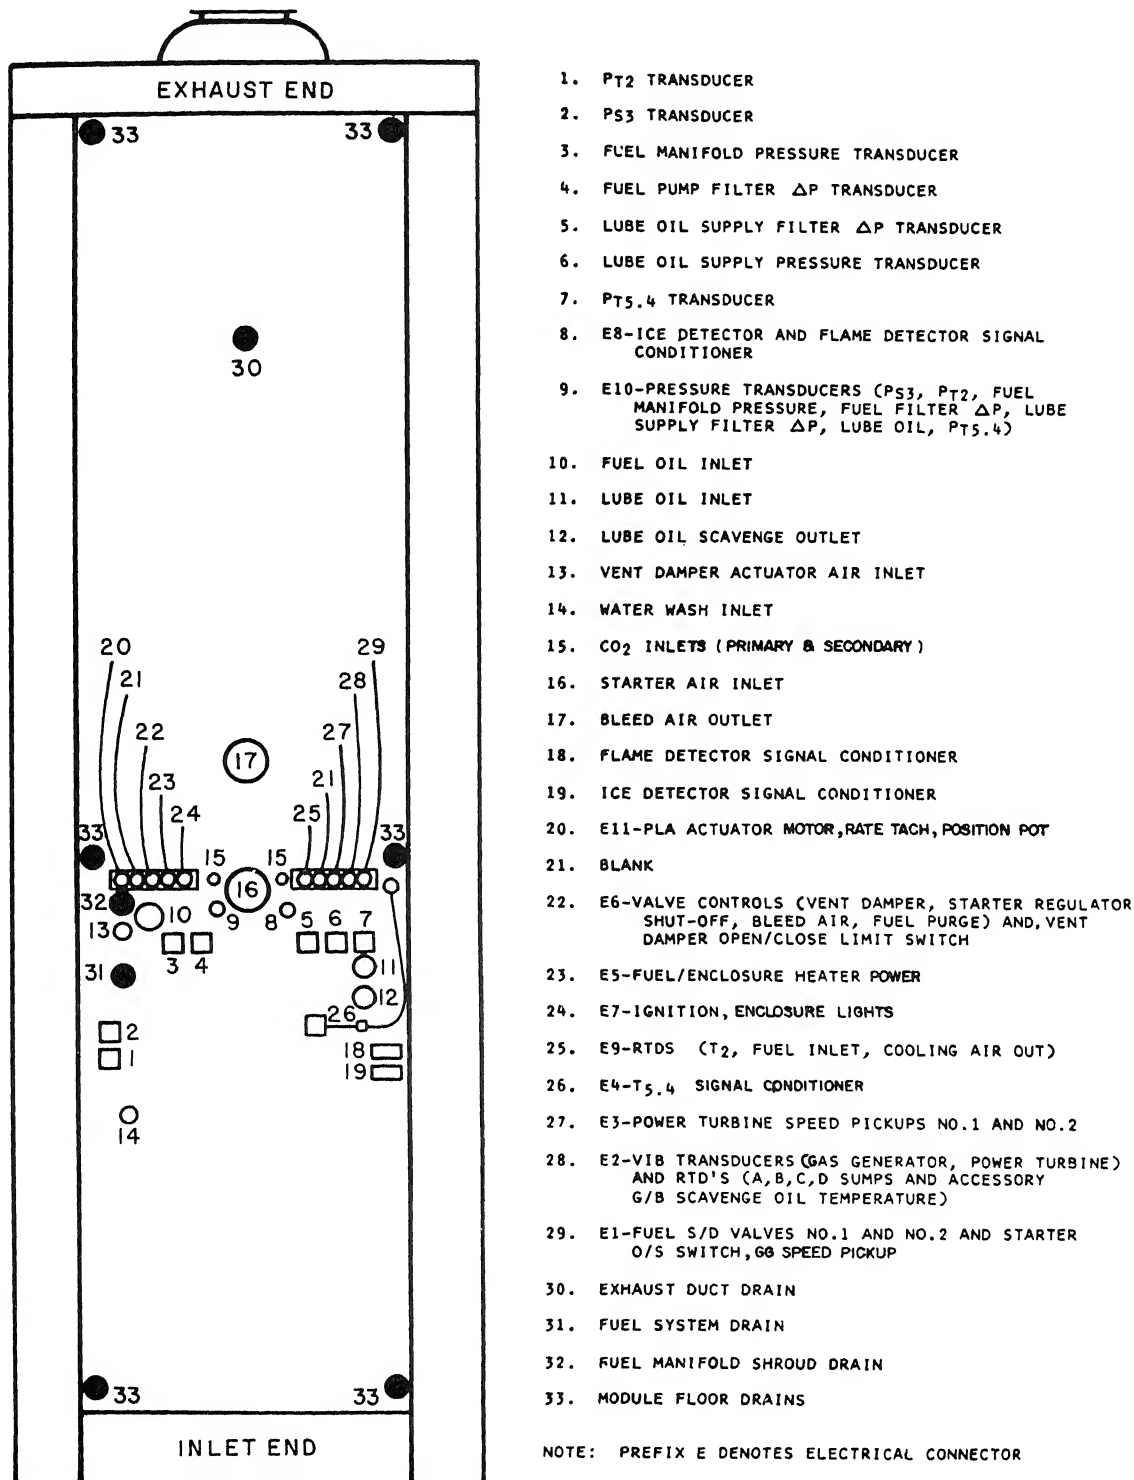 EXHAUST END
33
33
30
20
21
22
23
24
17
29
28
27
21
25
33
33
15
15
16
32
10
9
8
5
6
7
13
3
4
11
31
12
26
2
1
18
19
14
33
33
INLET END
1. PT2 TRANSDUCER
2. PS3 TRANSDUCER
3. FUEL MANIFOLD PRESSURE TRANSDUCER
4. FUEL PUMP FILTER ΔP TRANSDUCER
5. LUBE OIL SUPPLY FILTER ΔP TRANSDUCER
6. LUBE OIL SUPPLY PRESSURE TRANSDUCER
7. PT5.4 TRANSDUCER
8. E8-ICE DETECTOR AND FLAME DETECTOR SIGNAL
CONDITIONER
9. E10-PRESSURE TRANSDUCERS (PS3, PT2, FUEL
MANIFOLD PRESSURE, FUEL FILTER ΔP, LUBE
SUPPLY FILTER ΔP, LUBE OIL, PT5.4)
10. FUEL OIL INLET
11. LUBE OIL INLET
12. LUBE OIL SCAVENGE OUTLET
13. VENT DAMPER ACTUATOR AIR INLET
14. WATER WASH INLET
15. CO2 INLETS (PRIMARY & SECONDARY)
16. STARTER AIR INLET
17. BLEED AIR OUTLET
18. FLAME DETECTOR SIGNAL CONDITIONER
19. ICE DETECTOR SIGNAL CONDITIONER
20. E11-PLA ACTUATOR MOTOR, RATE TACH, POSITION POT
21. BLANK
22. E6-VALVE CONTROLS (VENT DAMPER, STARTER REGULATOR
SHUT-OFF, BLEED AIR, FUEL PURGE) AND, VENT
DAMPER OPEN/CLOSE LIMIT SWITCH
23. E5-FUEL/ENCLOSURE HEATER POWER
24. E7-IGNITION, ENCLOSURE LIGHTS
25. E9-RTDS (T2, FUEL INLET, COOLING AIR OUT)
26. E4-T5.4 SIGNAL CONDITIONER
27. E3-POWER TURBINE SPEED PICKUPS NO.1 AND NO.2
28. E2-VIB TRANSDUCERS (GAS GENERATOR, POWER TURBINE)
AND RTD'S (A,B,C,D SUMPS AND ACCESSORY
G/B SCAVENGE OIL TEMPERATURE)
29. E1-FUEL S/D VALVES NO.1 AND NO.2 AND STARTER
O/S SWITCH, GG SPEED PICKUP
30. EXHAUST DUCT DRAIN
31. FUEL SYSTEM DRAIN
32. FUEL MANIFOLD SHROUD DRAIN
33. MODULE FLOOR DRAINS
NOTE: PREFIX E DENOTES ELECTRICAL CONNECTOR